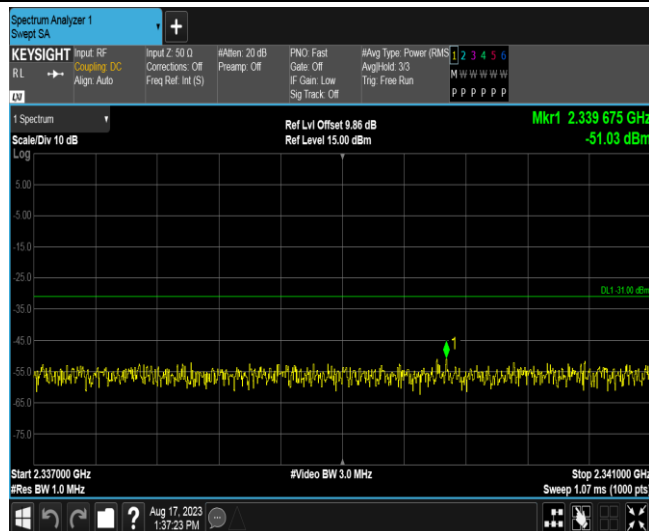 Spectrum Analyzer 1
Swept SA
+
KEYSIGHT
RL
LXI
Input: RF
Coupling: DC
Align: Auto
Input Z: 50 Ω
Corrections: Off
Freq Ref: Int (S)
#Atten: 20 dB
Preamp: Off
PNO: Fast
Gate: Off
IF Gain: Low
Sig Track: Off
#Avg Type: Power (RMS
Avg|Hold: 3/3
Trig: Free Run
1 2 3 4 5 6
M W W W W W
P P P P P P
1 Spectrum
Scale/Div 10 dB
Ref Lvl Offset 9.86 dB
Ref Level 15.00 dBm
Mkr1 2.339 675 GHz
-51.03 dBm
Log
5.00
-5.00
-15.0
-25.0
DL1 -31.00 dBm
-35.0
-45.0
1
-55.0
-65.0
-75.0
Start 2.337000 GHz
#Video BW 3.0 MHz
Stop 2.341000 GHz
#Res BW 1.0 MHz
Sweep 1.07 ms (1000 pts)
?
Aug 17, 2023
1:37:23 PM